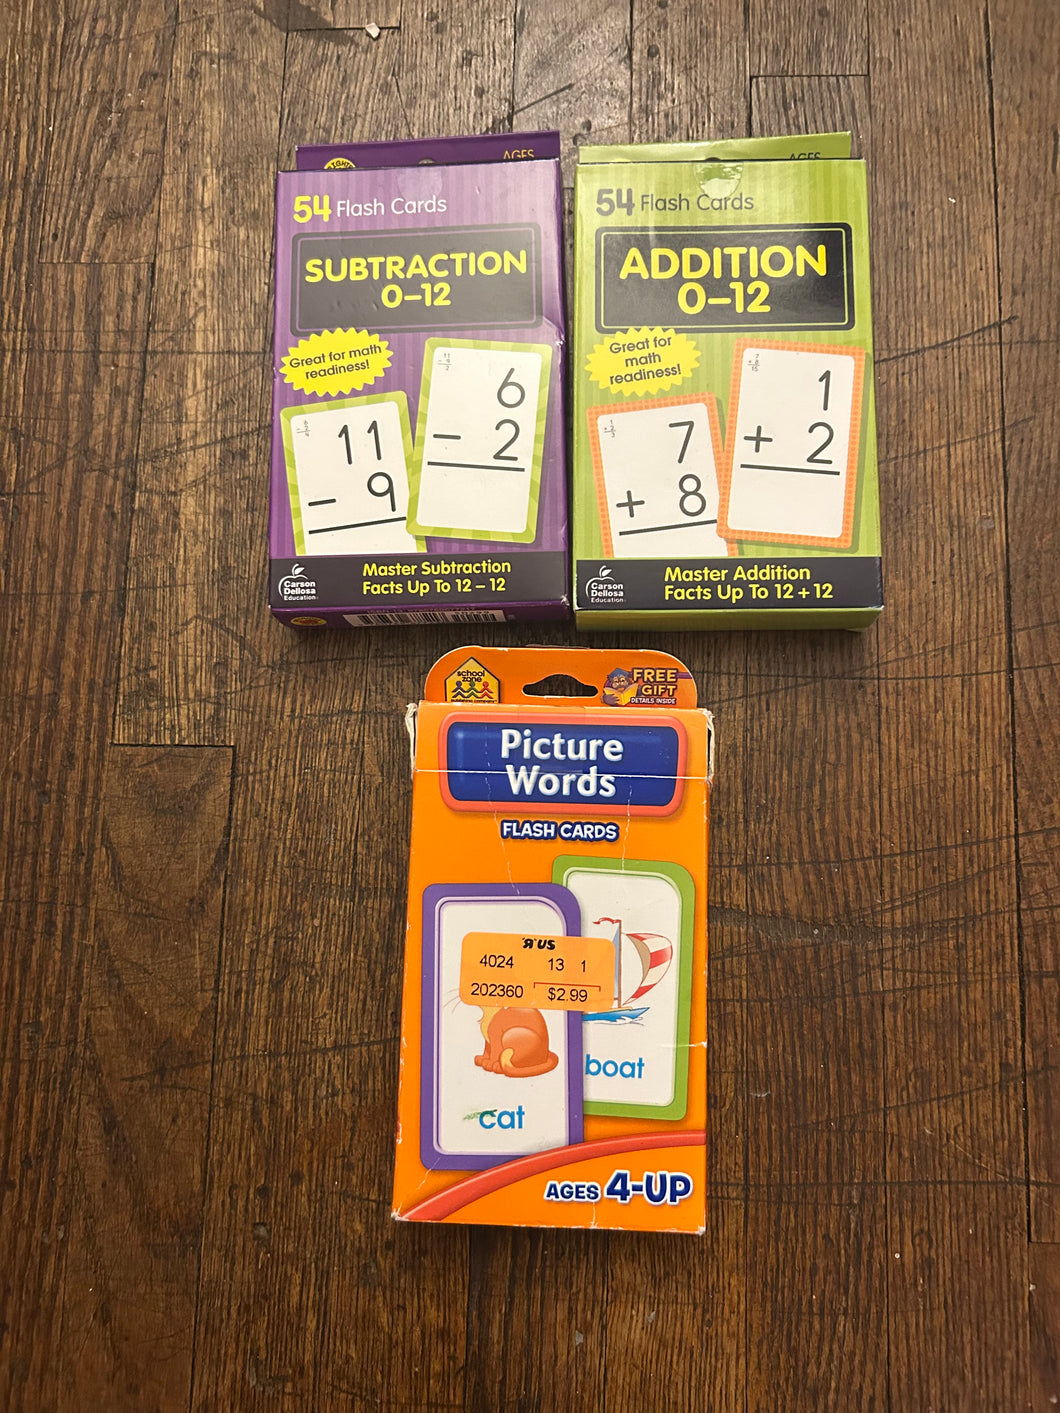 AGES
54 Flash Cards
SUBTRACTION
0–12
Great for math
readiness!
6
− 2
11
− 9
Master Subtraction
Facts Up To 12 – 12
Carson
Dellosa
Education
AGES
54 Flash Cards
ADDITION
0–12
Great for
math
readiness!
1
+ 2
7
+ 8
Master Addition
Facts Up To 12 + 12
Carson
Dellosa
Education
school
zone
FREE
GIFT
DETAILS INSIDE
Picture
Words
FLASH CARDS
R US
4024 13 1
202360 $2.99
boat
cat
AGES 4-UP